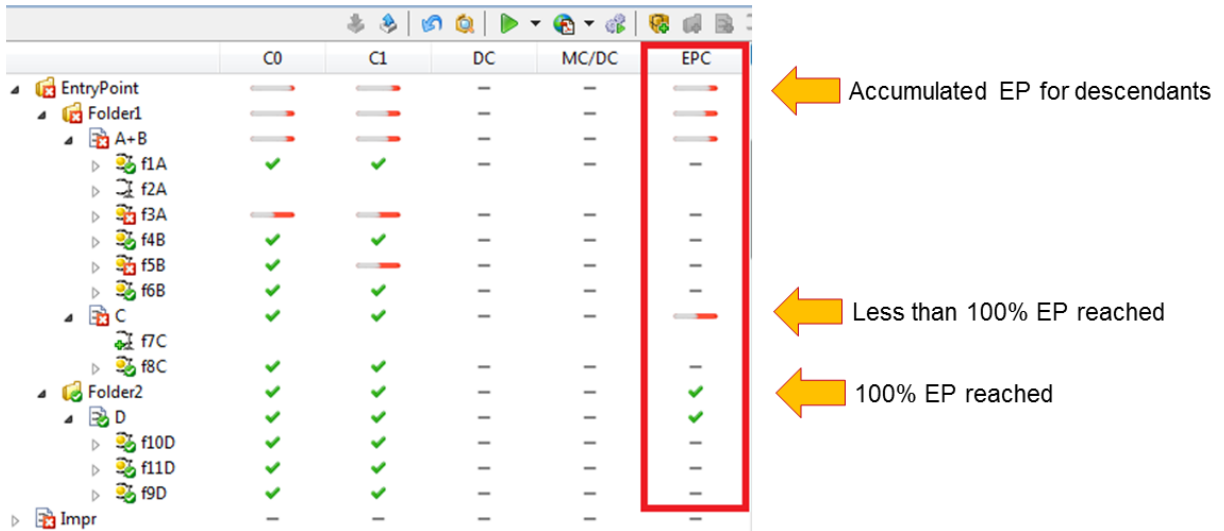 C0 C1 DC MC/DC EPC
EntryPoint
Accumulated EP for descendants
Folder1
A+B
f1A
f2A
f3A
f4B
f5B
f6B
C
Less than 100% EP reached
f7C
f8C
Folder2
100% EP reached
D
f10D
f11D
f9D
Impr